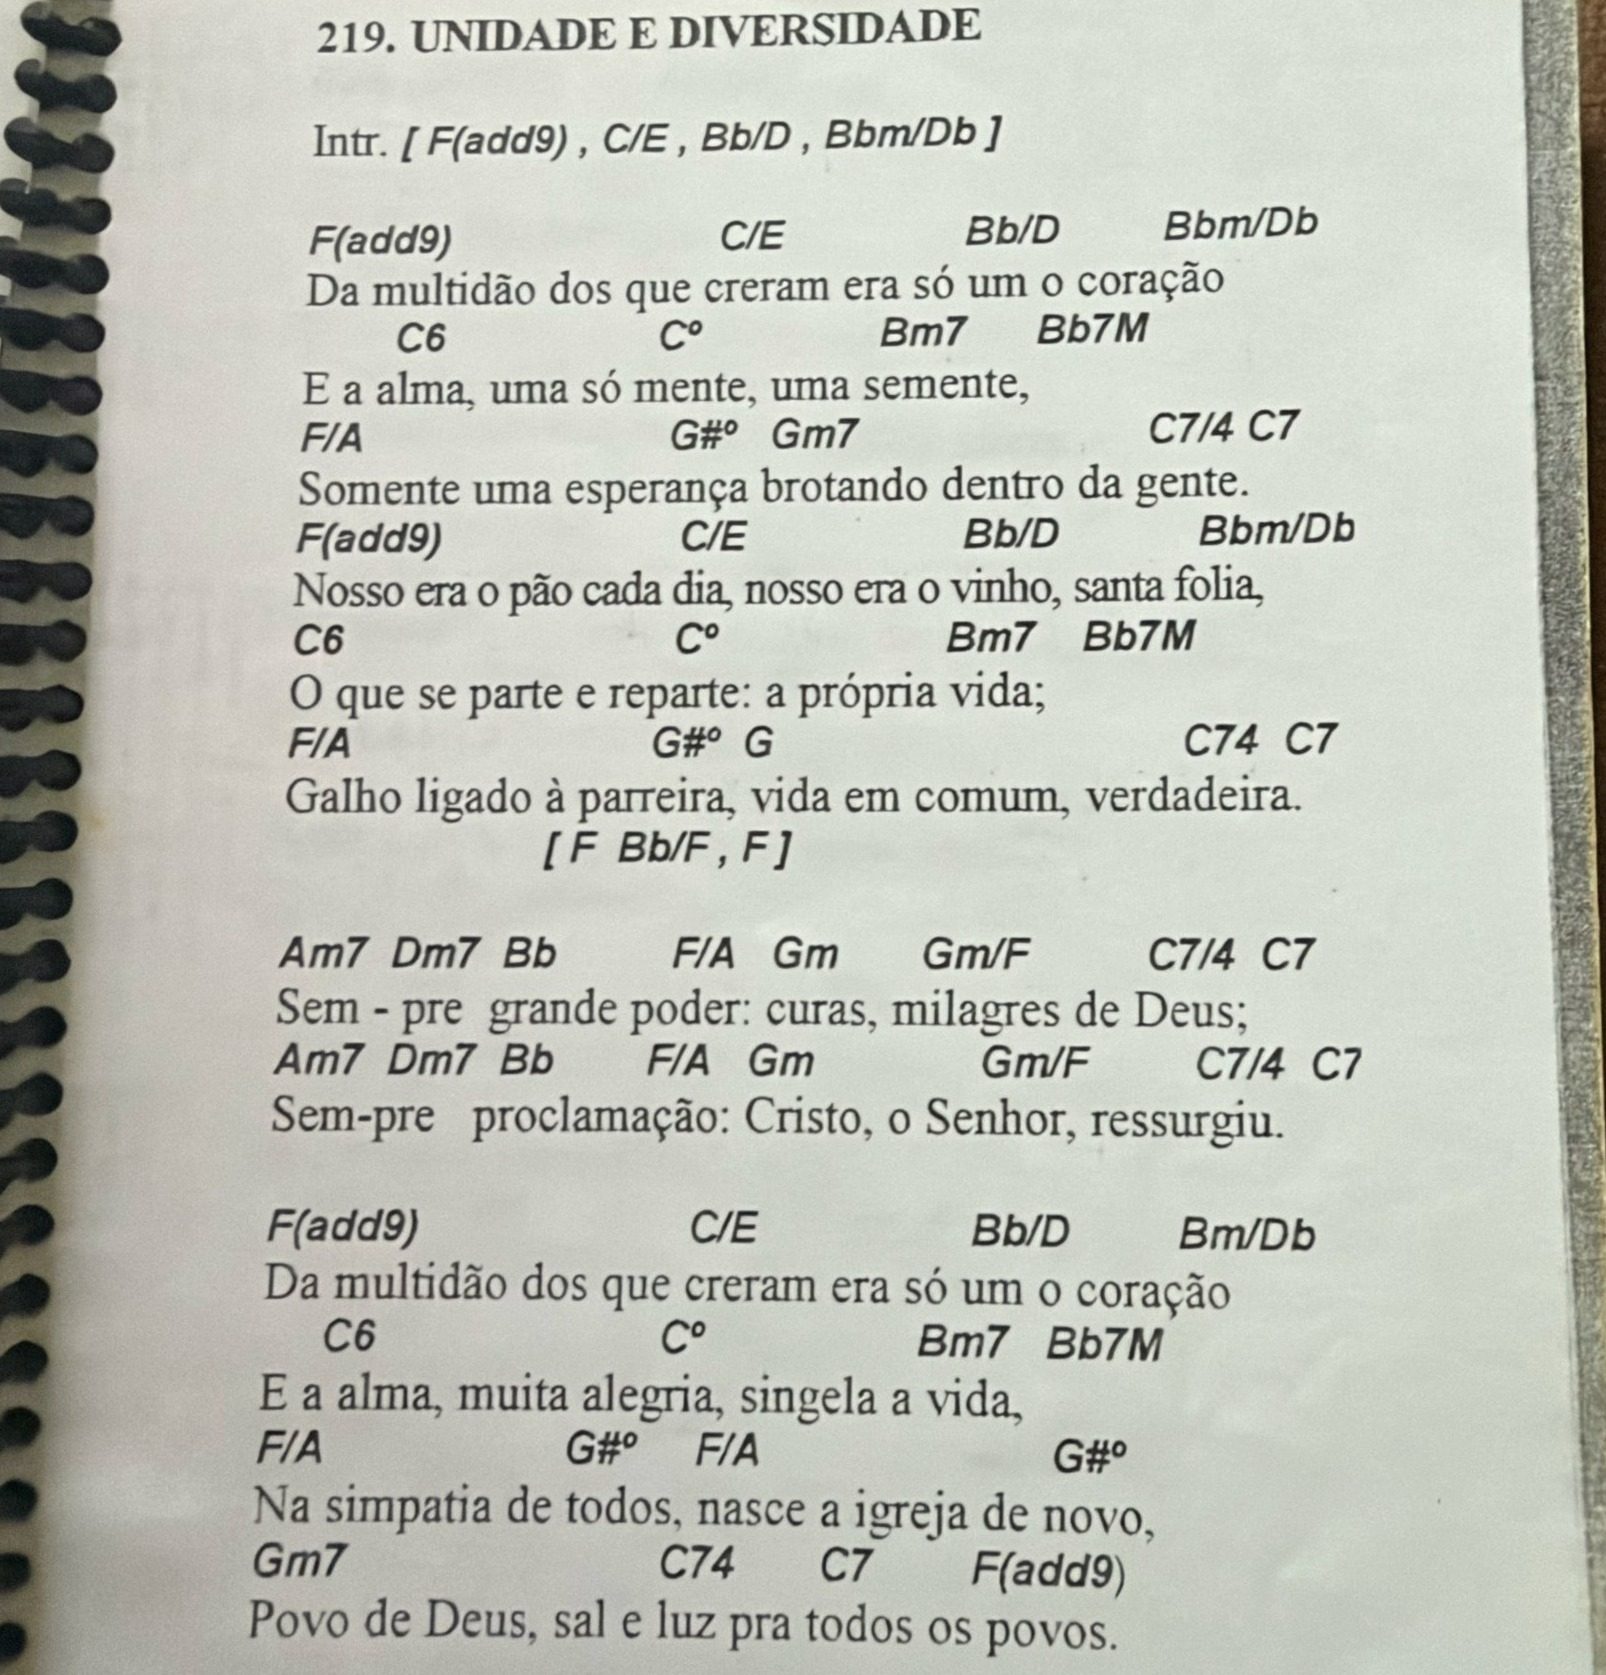 219. UNIDADE E DIVERSIDADE
Intr. [ F(add9) , C/E , Bb/D , Bbm/Db ]
F(add9) C/E Bb/D Bbm/Db
Da multidão dos que creram era só um o coração
C6 Cº Bm7 Bb7M
E a alma, uma só mente, uma semente,
F/A G#º Gm7 C7/4 C7
Somente uma esperança brotando dentro da gente.
F(add9) C/E Bb/D Bbm/Db
Nosso era o pão cada dia, nosso era o vinho, santa folia,
C6 Cº Bm7 Bb7M
O que se parte e reparte: a própria vida;
F/A G#º G C74 C7
Galho ligado à parreira, vida em comum, verdadeira.
[ F Bb/F , F ]
Am7 Dm7 Bb F/A Gm Gm/F C7/4 C7
Sem - pre grande poder: curas, milagres de Deus;
Am7 Dm7 Bb F/A Gm Gm/F C7/4 C7
Sem-pre proclamação: Cristo, o Senhor, ressurgiu.
F(add9) C/E Bb/D Bm/Db
Da multidão dos que creram era só um o coração
C6 Cº Bm7 Bb7M
E a alma, muita alegria, singela a vida,
F/A G#º F/A G#º
Na simpatia de todos, nasce a igreja de novo,
Gm7 C74 C7 F(add9)
Povo de Deus, sal e luz pra todos os povos.